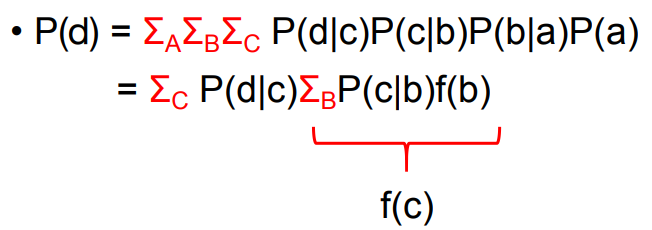 • P(d) = ΣAΣBΣC P(d|c)P(c|b)P(b|a)P(a)
= ΣC P(d|c)ΣBP(c|b)f(b)
f(c)